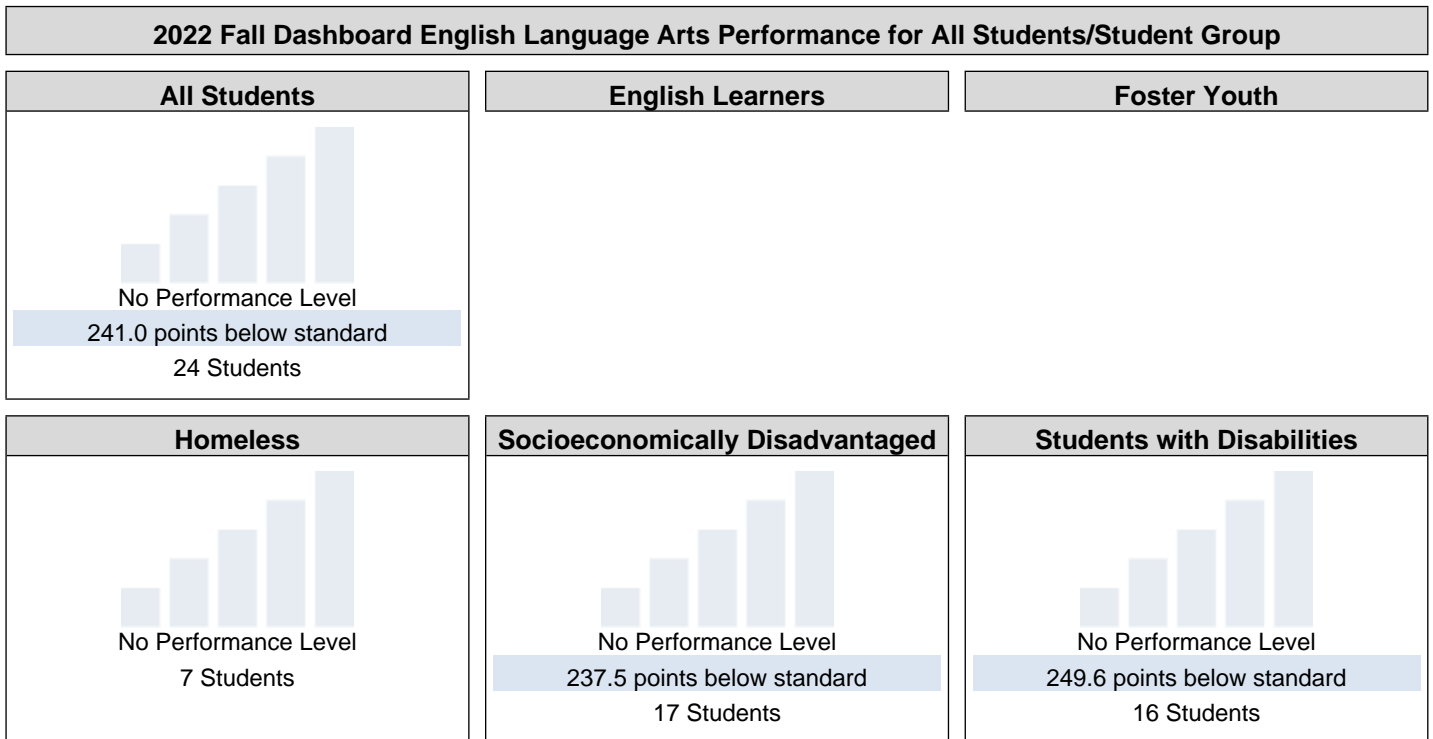 2022 Fall Dashboard English Language Arts Performance for All Students/Student Group
All Students
English Learners
Foster Youth
No Performance Level
241.0 points below standard
24 Students
Homeless
Socioeconomically Disadvantaged
Students with Disabilities
No Performance Level
7 Students
No Performance Level
237.5 points below standard
17 Students
No Performance Level
249.6 points below standard
16 Students